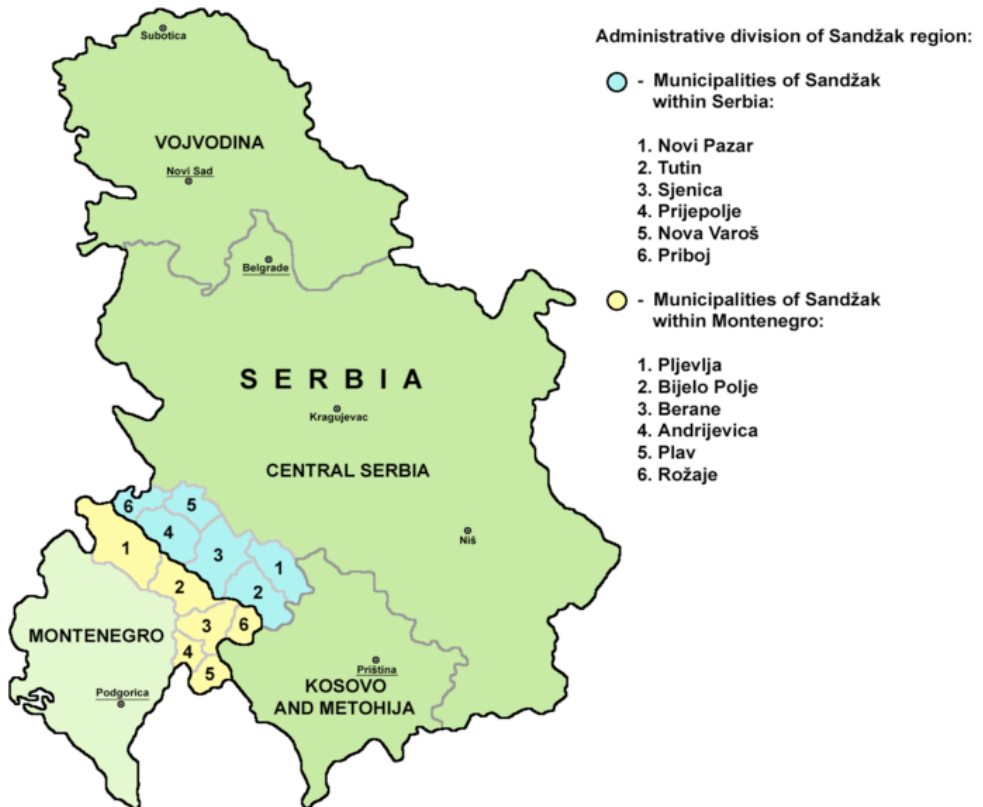 Subotica
VOJVODINA
Novi Sad
Belgrade
SERBIA
Kragujevac
CENTRAL SERBIA
Niš
6
5
4
3
1
2
1
2
3
6
4
5
MONTENEGRO
Podgorica
Priština
KOSOVO
AND METOHIJA
Administrative division of Sandžak region:
- Municipalities of Sandžak
within Serbia:
1. Novi Pazar
2. Tutin
3. Sjenica
4. Prijepolje
5. Nova Varoš
6. Priboj
- Municipalities of Sandžak
within Montenegro:
1. Pljevlja
2. Bijelo Polje
3. Berane
4. Andrijevica
5. Plav
6. Rožaje